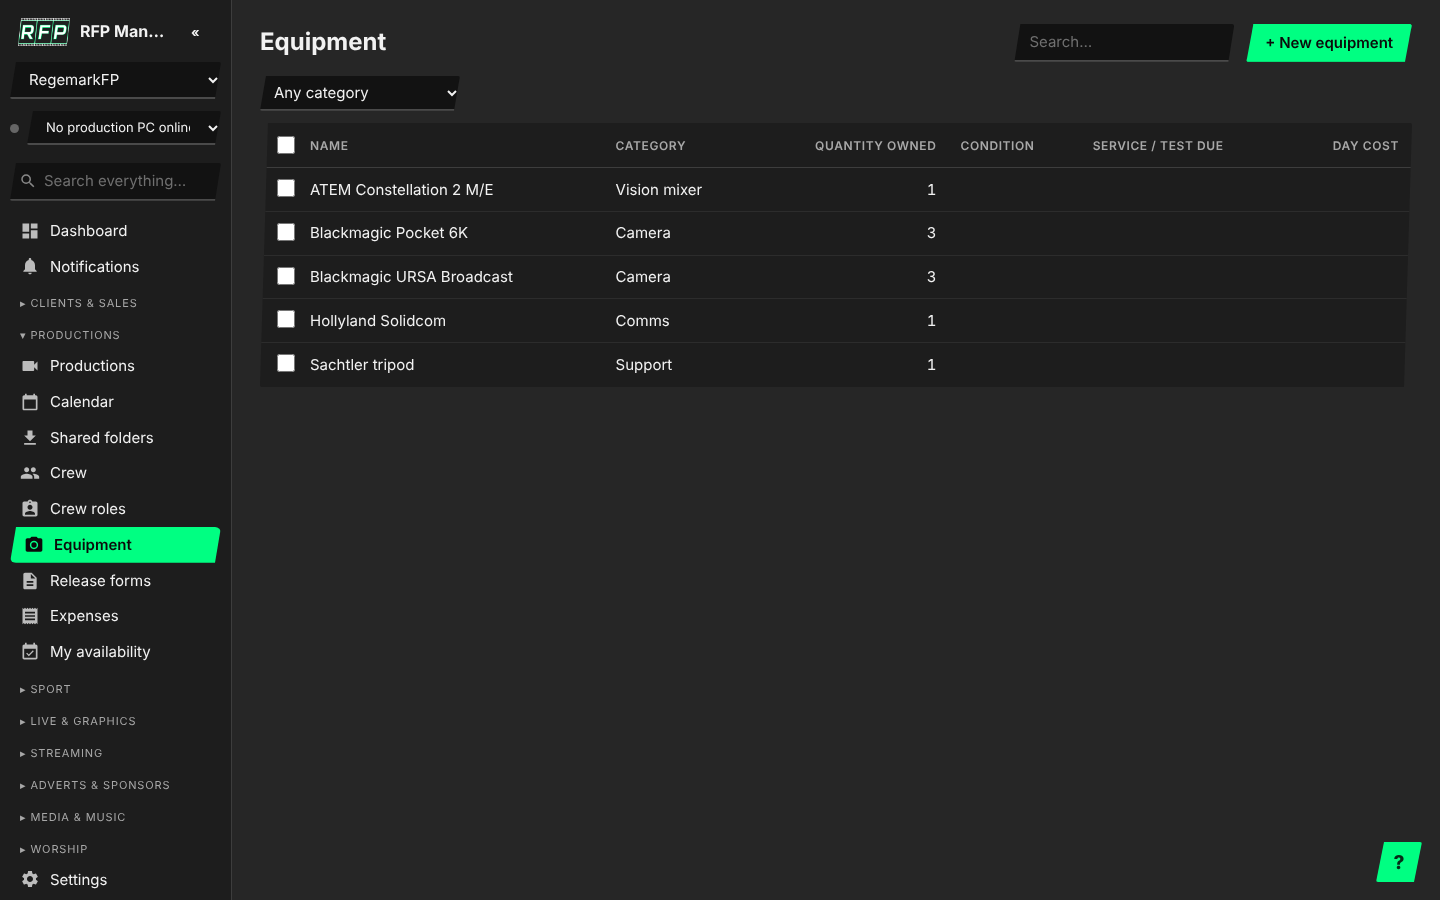 RFP RFP Man... «
RegemarkFP
No production PC onlin
Search everything...
Dashboard
Notifications
▸ CLIENTS & SALES
▾ PRODUCTIONS
Productions
Calendar
Shared folders
Crew
Crew roles
Equipment
Release forms
Expenses
My availability
▸ SPORT
▸ LIVE & GRAPHICS
▸ STREAMING
▸ ADVERTS & SPONSORS
▸ MEDIA & MUSIC
▸ WORSHIP
Settings
Equipment
Search...
+ New equipment
Any category
NAME CATEGORY QUANTITY OWNED CONDITION SERVICE / TEST DUE DAY COST
ATEM Constellation 2 M/E Vision mixer 1
Blackmagic Pocket 6K Camera 3
Blackmagic URSA Broadcast Camera 3
Hollyland Solidcom Comms 1
Sachtler tripod Support 1
?